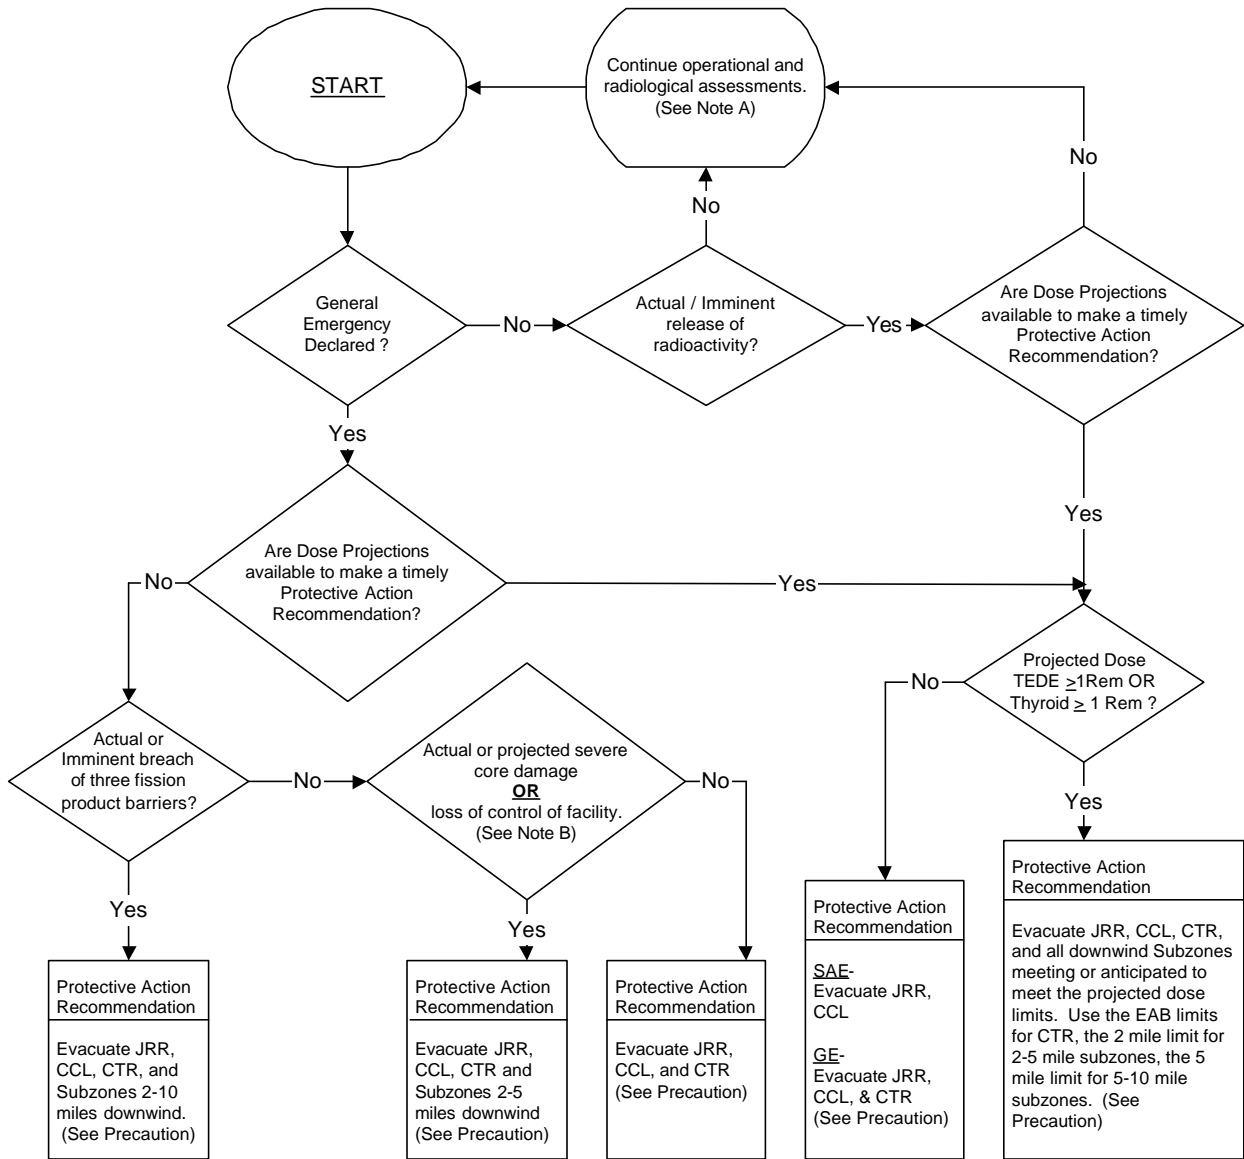 START
Continue operational and
radiological assessments.
(See Note A)
No
No
General
Emergency
Declared ?
No
Actual / Imminent
release of
radioactivity?
Yes
Are Dose Projections
available to make a timely
Protective Action
Recommendation?
Yes
Yes
Are Dose Projections
available to make a timely
Protective Action
Recommendation?
No
Yes
Projected Dose
TEDE ≥1Rem OR
Thyroid ≥ 1 Rem ?
No
Yes
Actual or
Imminent breach
of three fission
product barriers?
No
Actual or projected severe
core damage
OR
loss of control of facility.
(See Note B)
No
Yes
Yes
Protective Action
Recommendation
Evacuate JRR,
CCL, CTR, and
Subzones 2-10
miles downwind.
(See Precaution)
Protective Action
Recommendation
Evacuate JRR,
CCL, CTR and
Subzones 2-5
miles downwind
(See Precaution)
Protective Action
Recommendation
Evacuate JRR,
CCL, and CTR
(See Precaution)
Protective Action
Recommendation
SAE-
Evacuate JRR,
CCL
GE-
Evacuate JRR,
CCL, & CTR
(See Precaution)
Protective Action
Recommendation
Evacuate JRR, CCL, CTR,
and all downwind Subzones
meeting or anticipated to
meet the projected dose
limits. Use the EAB limits
for CTR, the 2 mile limit for
2-5 mile subzones, the 5
mile limit for 5-10 mile
subzones. (See
Precaution)